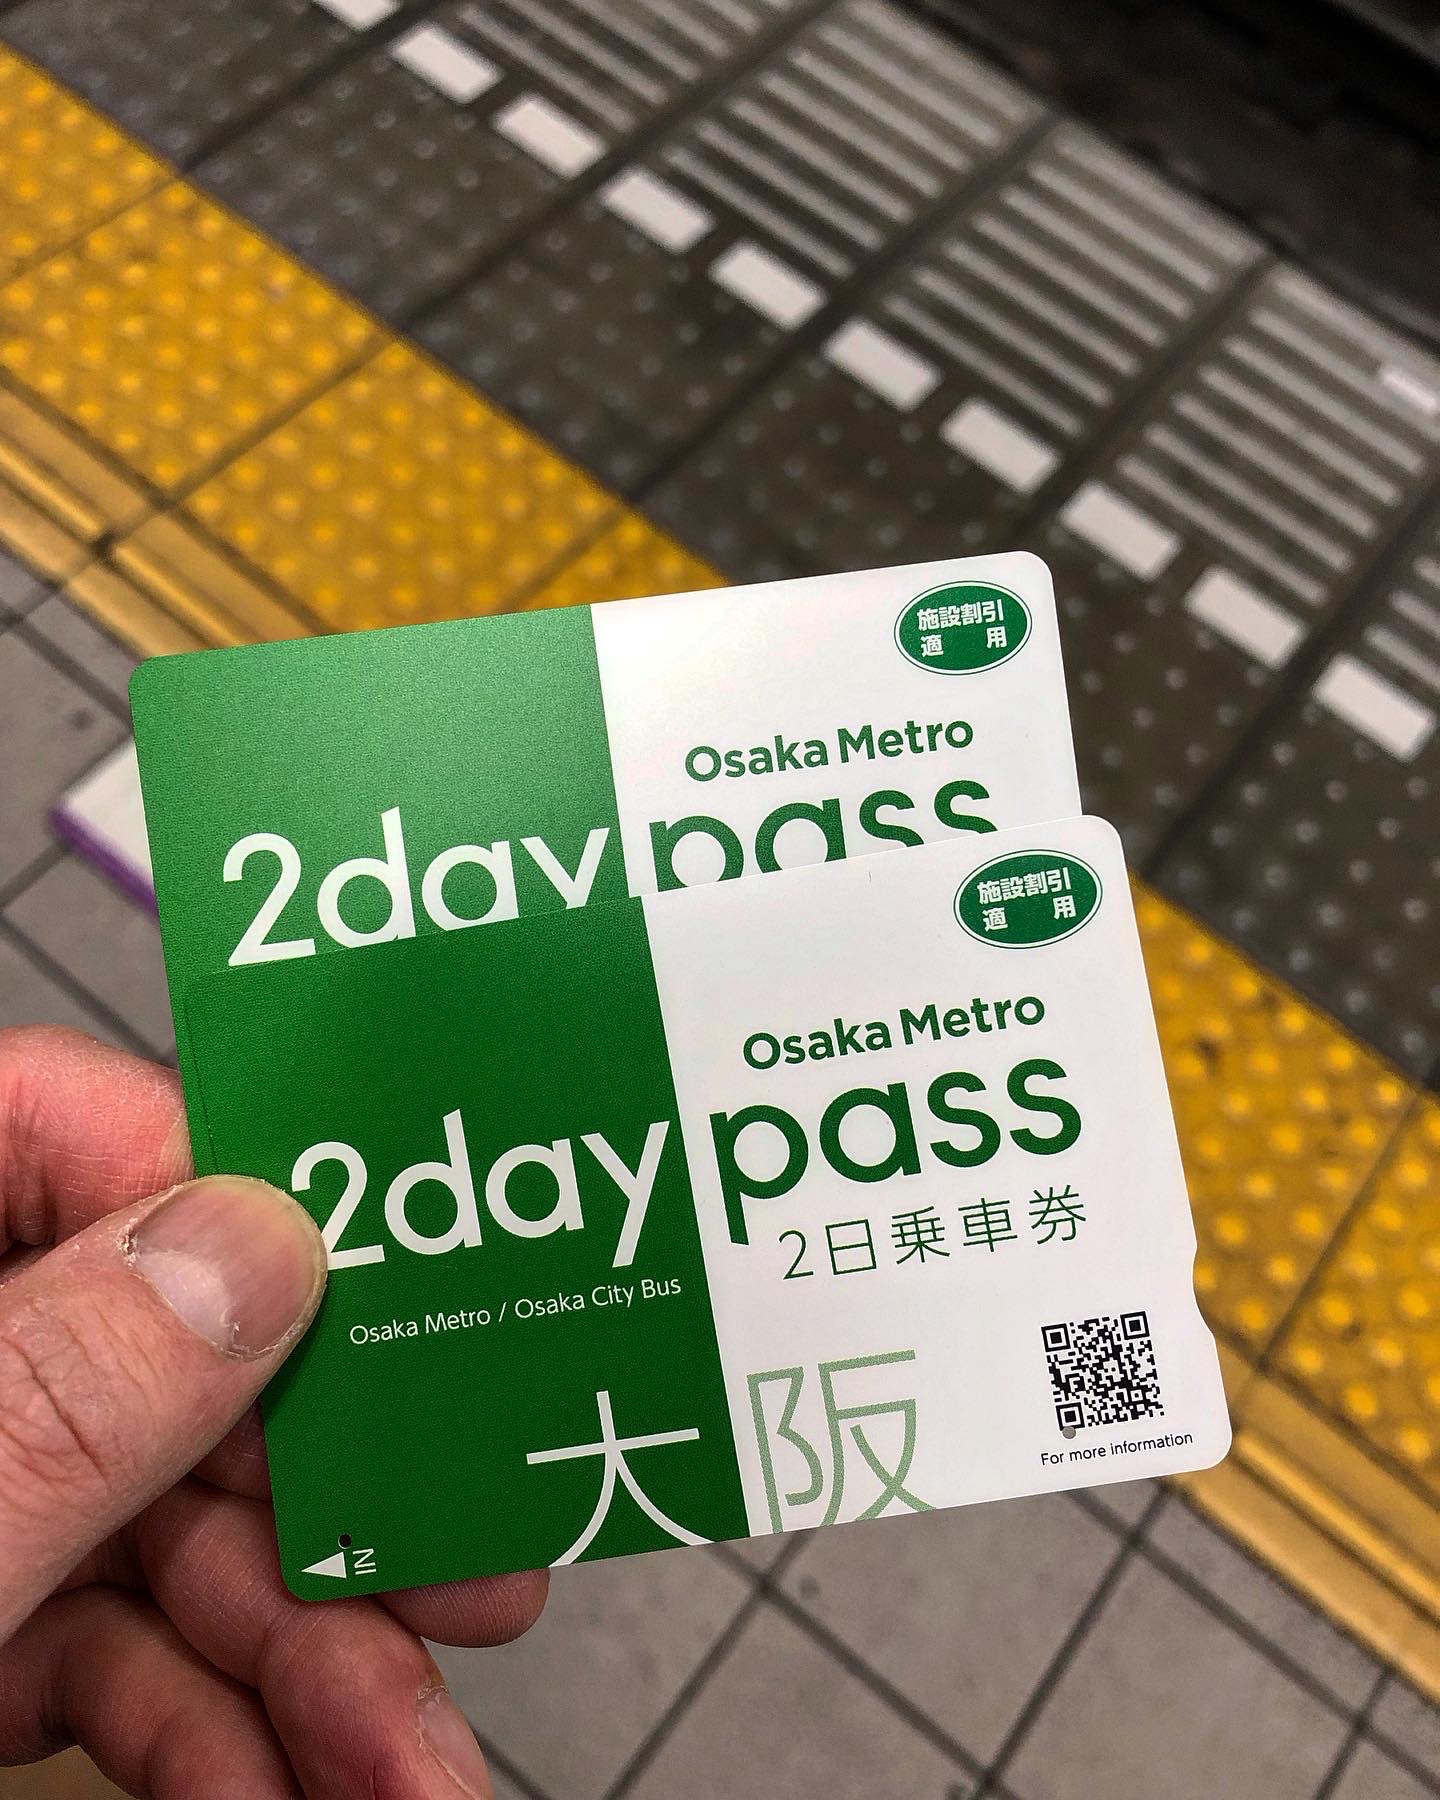 施設割引
適用
Osaka Metro
2day pass
施設割引
適用
Osaka Metro
2day pass
2日乗車券
Osaka Metro / Osaka City Bus
大阪
For more information
IN